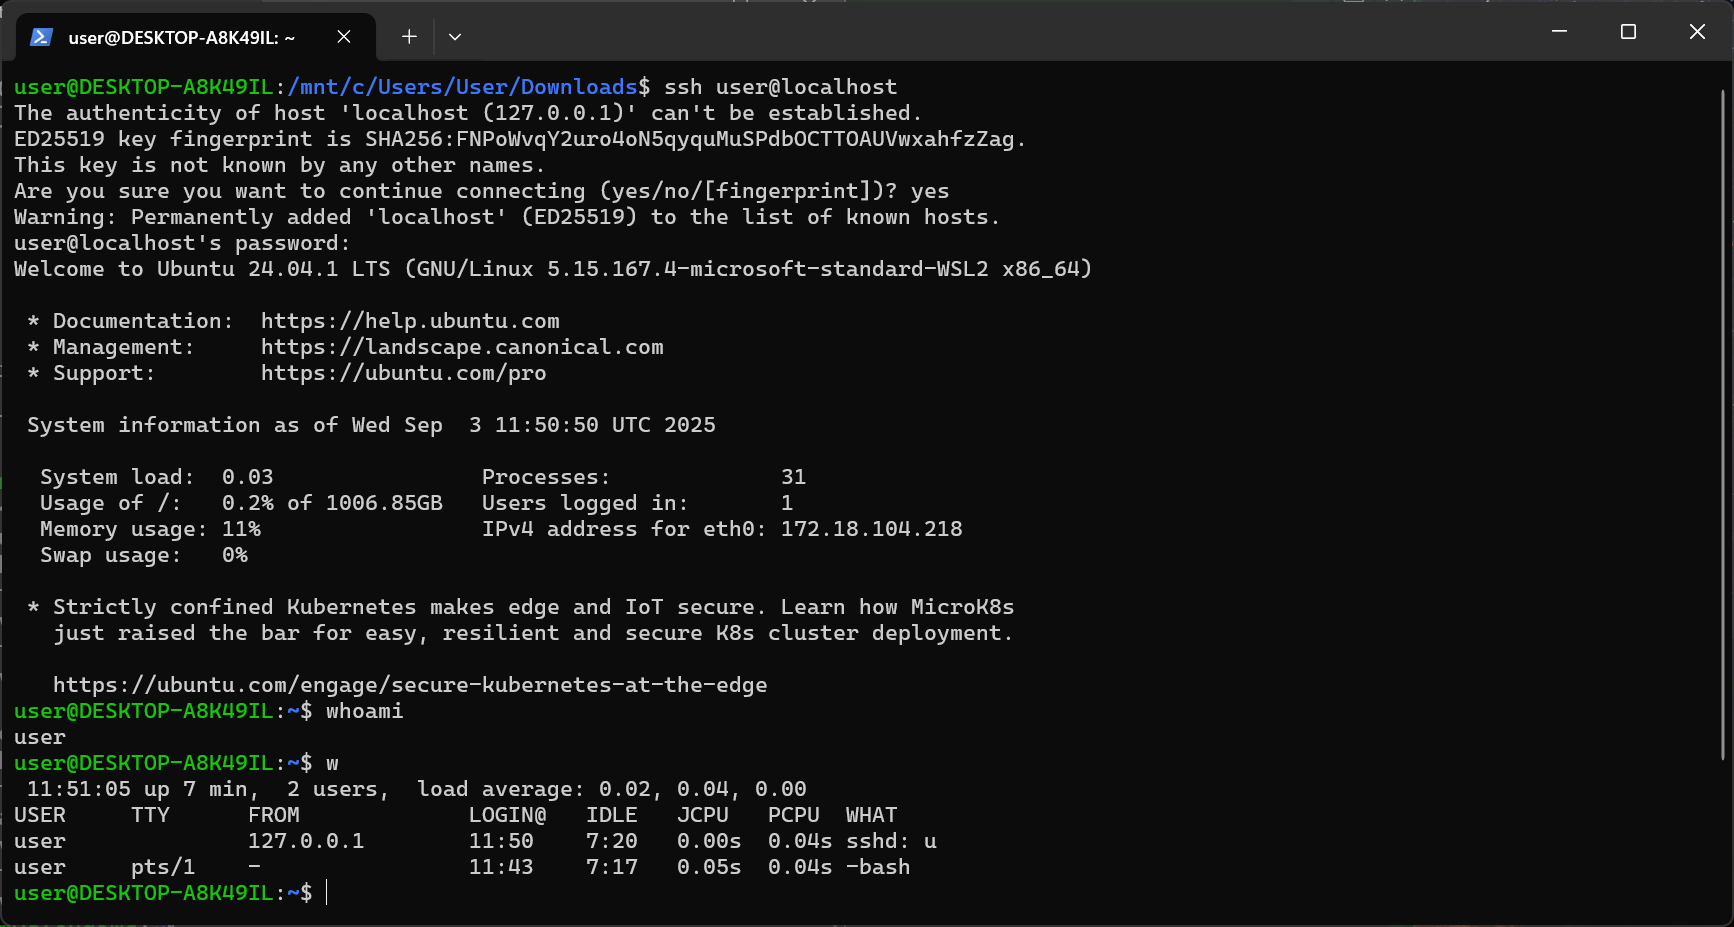 user@DESKTOP-A8K49IL: ~
user@DESKTOP-A8K49IL:/mnt/c/Users/User/Downloads$ ssh user@localhost
The authenticity of host 'localhost (127.0.0.1)' can't be established.
ED25519 key fingerprint is SHA256:FNPoWvqY2uro4oN5qyquMuSPdbOCTTOAUVwxahfzZag.
This key is not known by any other names.
Are you sure you want to continue connecting (yes/no/[fingerprint])? yes
Warning: Permanently added 'localhost' (ED25519) to the list of known hosts.
user@localhost's password:
Welcome to Ubuntu 24.04.1 LTS (GNU/Linux 5.15.167.4-microsoft-standard-WSL2 x86_64)
* Documentation:  https://help.ubuntu.com
* Management:     https://landscape.canonical.com
* Support:        https://ubuntu.com/pro
System information as of Wed Sep  3 11:50:50 UTC 2025
System load:  0.03                Processes:             31
Usage of /:   0.2% of 1006.85GB   Users logged in:       1
Memory usage: 11%                 IPv4 address for eth0: 172.18.104.218
Swap usage:   0%
* Strictly confined Kubernetes makes edge and IoT secure. Learn how MicroK8s
just raised the bar for easy, resilient and secure K8s cluster deployment.
https://ubuntu.com/engage/secure-kubernetes-at-the-edge
user@DESKTOP-A8K49IL:~$ whoami
user
user@DESKTOP-A8K49IL:~$ w
11:51:05 up 7 min,  2 users,  load average: 0.02, 0.04, 0.00
USER     TTY      FROM             LOGIN@   IDLE   JCPU   PCPU  WHAT
user              127.0.0.1        11:50    7:20   0.00s  0.04s sshd: u
user     pts/1    -                11:43    7:17   0.05s  0.04s -bash
user@DESKTOP-A8K49IL:~$